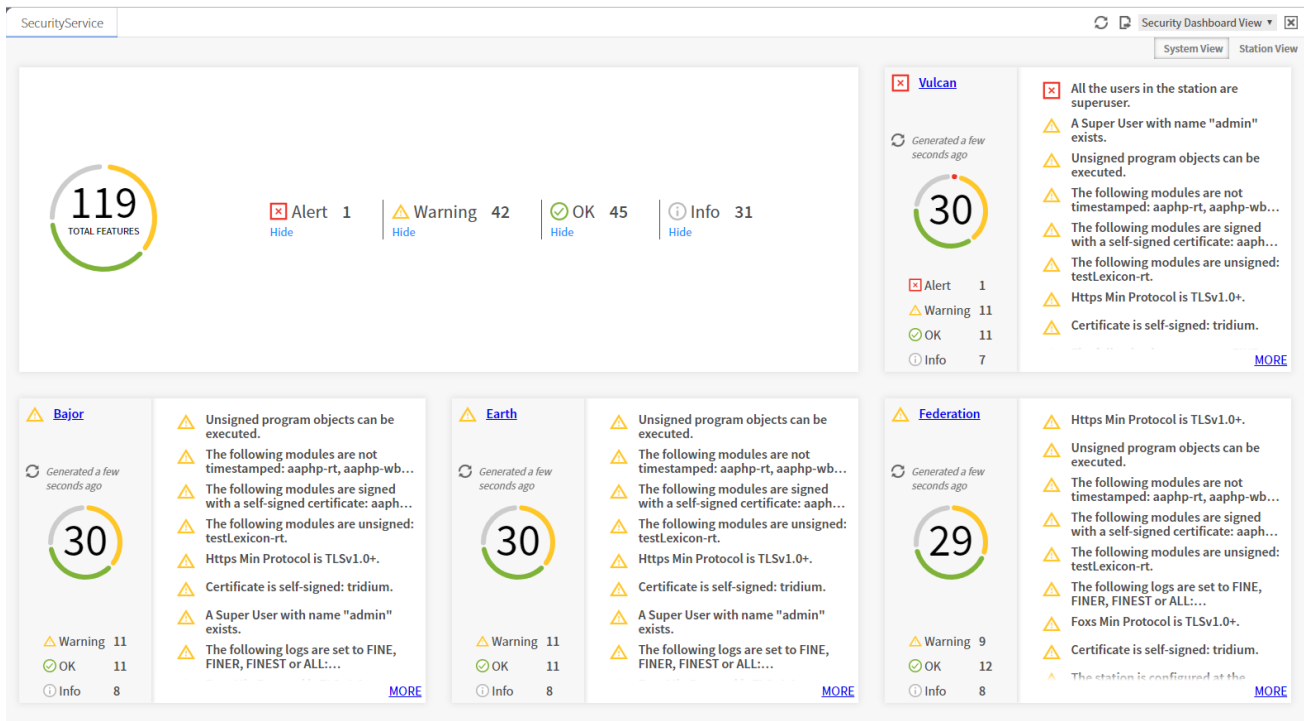 SecurityService
Security Dashboard View
System View
Station View
119
TOTAL FEATURES
Alert 1
Hide
Warning 42
Hide
OK 45
Hide
Info 31
Hide
Vulcan
Generated a few
seconds ago
30
Alert 1
Warning 11
OK 11
Info 7
All the users in the station are
superuser.
A Super User with name "admin"
exists.
Unsigned program objects can be
executed.
The following modules are not
timestamped: aaphp-rt, aaphp-wb...
The following modules are signed
with a self-signed certificate: aaph...
The following modules are unsigned:
testLexicon-rt.
Https Min Protocol is TLSv1.0+.
Certificate is self-signed: tridium.
MORE
Bajor
Generated a few
seconds ago
30
Warning 11
OK 11
Info 8
Unsigned program objects can be
executed.
The following modules are not
timestamped: aaphp-rt, aaphp-wb...
The following modules are signed
with a self-signed certificate: aaph...
The following modules are unsigned:
testLexicon-rt.
Https Min Protocol is TLSv1.0+.
Certificate is self-signed: tridium.
A Super User with name "admin"
exists.
The following logs are set to FINE,
FINER, FINEST or ALL:...
MORE
Earth
Generated a few
seconds ago
30
Warning 11
OK 11
Info 8
Unsigned program objects can be
executed.
The following modules are not
timestamped: aaphp-rt, aaphp-wb...
The following modules are signed
with a self-signed certificate: aaph...
The following modules are unsigned:
testLexicon-rt.
Https Min Protocol is TLSv1.0+.
Certificate is self-signed: tridium.
A Super User with name "admin"
exists.
The following logs are set to FINE,
FINER, FINEST or ALL:...
MORE
Federation
Generated a few
seconds ago
29
Warning 9
OK 12
Info 8
Https Min Protocol is TLSv1.0+.
Unsigned program objects can be
executed.
The following modules are not
timestamped: aaphp-rt, aaphp-wb...
The following modules are signed
with a self-signed certificate: aaph...
The following modules are unsigned:
testLexicon-rt.
The following logs are set to FINE,
FINER, FINEST or ALL:...
Foxs Min Protocol is TLSv1.0+.
Certificate is self-signed: tridium.
The station is configured at the
MORE